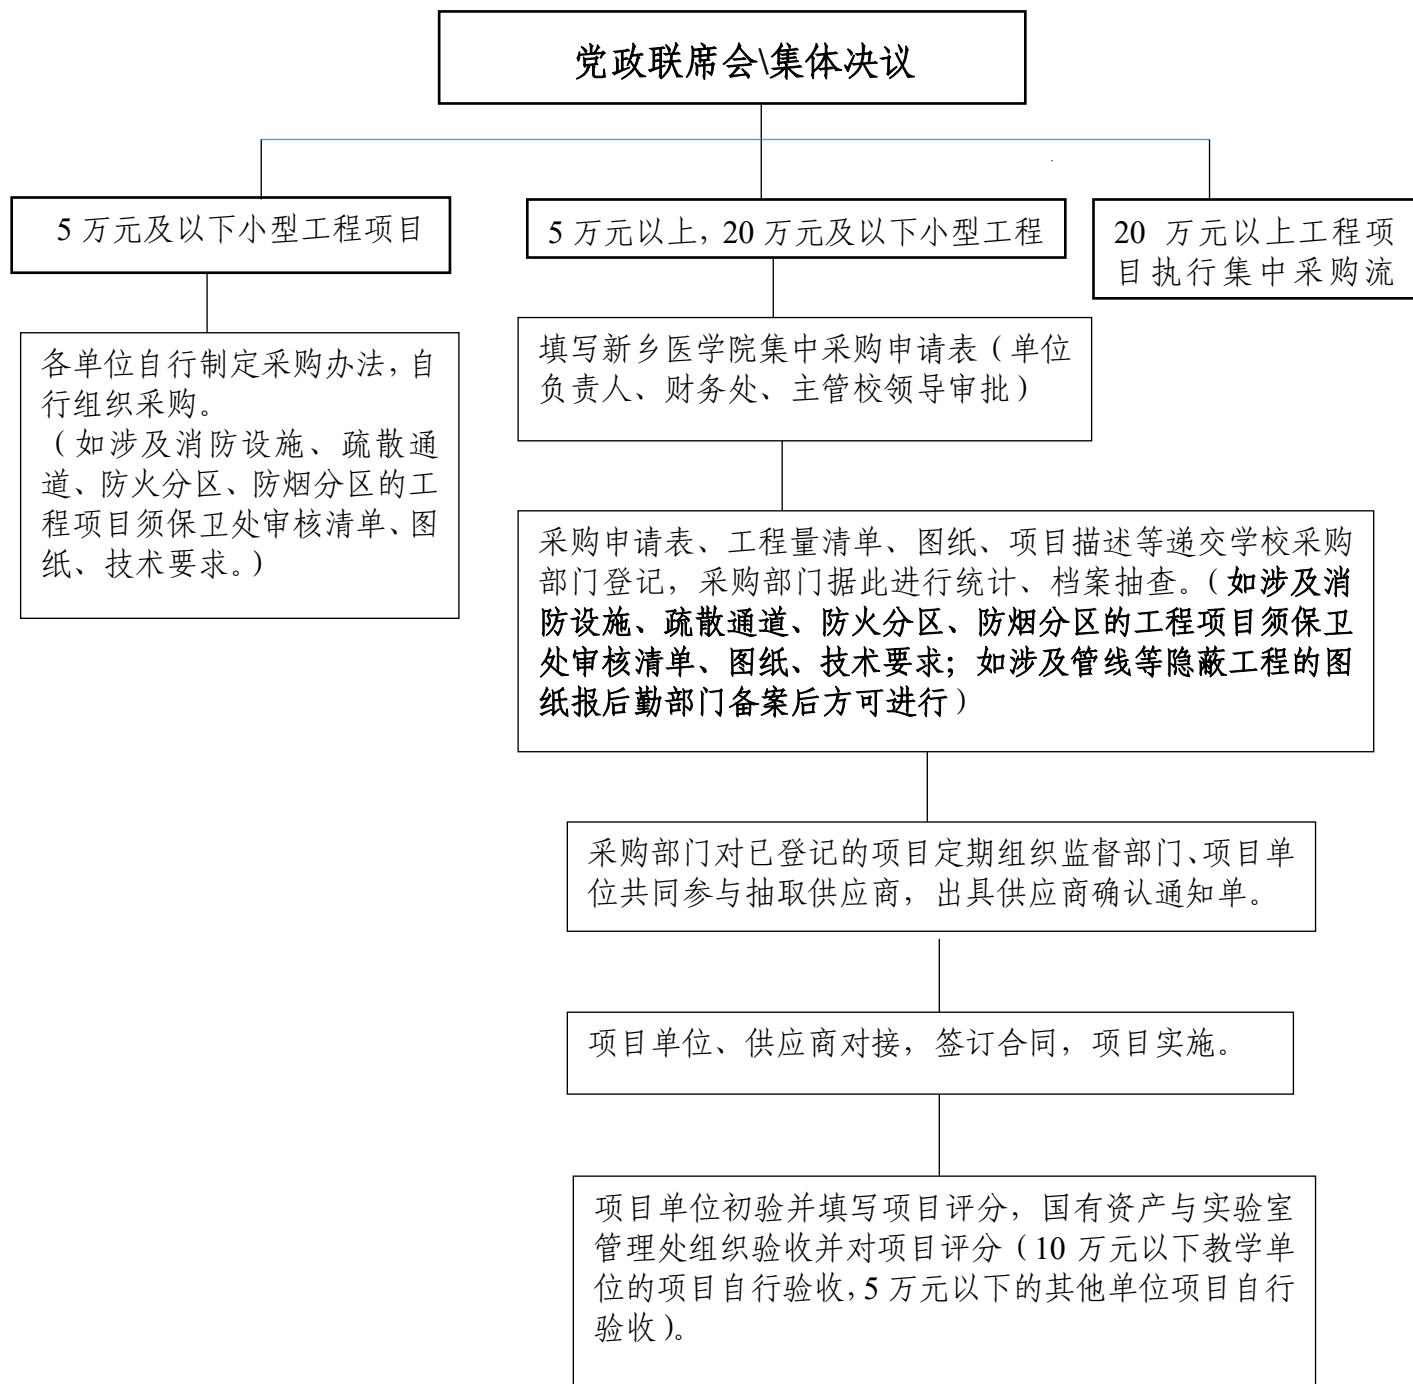 党政联席会\集体决议
5 万元及以下小型工程项目
5 万元以上，20 万元及以下小型工程
20 万元以上工程项
目执行集中采购流
各单位自行制定采购办法，自
行组织采购。
（如涉及消防设施、疏散通
道、防火分区、防烟分区的工
程项目须保卫处审核清单、图
纸、技术要求。）
填写新乡医学院集中采购申请表（单位
负责人、财务处、主管校领导审批）
采购申请表、工程量清单、图纸、项目描述等递交学校采购
部门登记，采购部门据此进行统计、档案抽查。（如涉及消
防设施、疏散通道、防火分区、防烟分区的工程项目须保卫
处审核清单、图纸、技术要求；如涉及管线等隐蔽工程的图
纸报后勤部门备案后方可进行）
采购部门对已登记的项目定期组织监督部门、项目单
位共同参与抽取供应商，出具供应商确认通知单。
项目单位、供应商对接，签订合同，项目实施。
项目单位初验并填写项目评分，国有资产与实验室
管理处组织验收并对项目评分（10 万元以下教学单
位的项目自行验收，5 万元以下的其他单位项目自行
验收）。